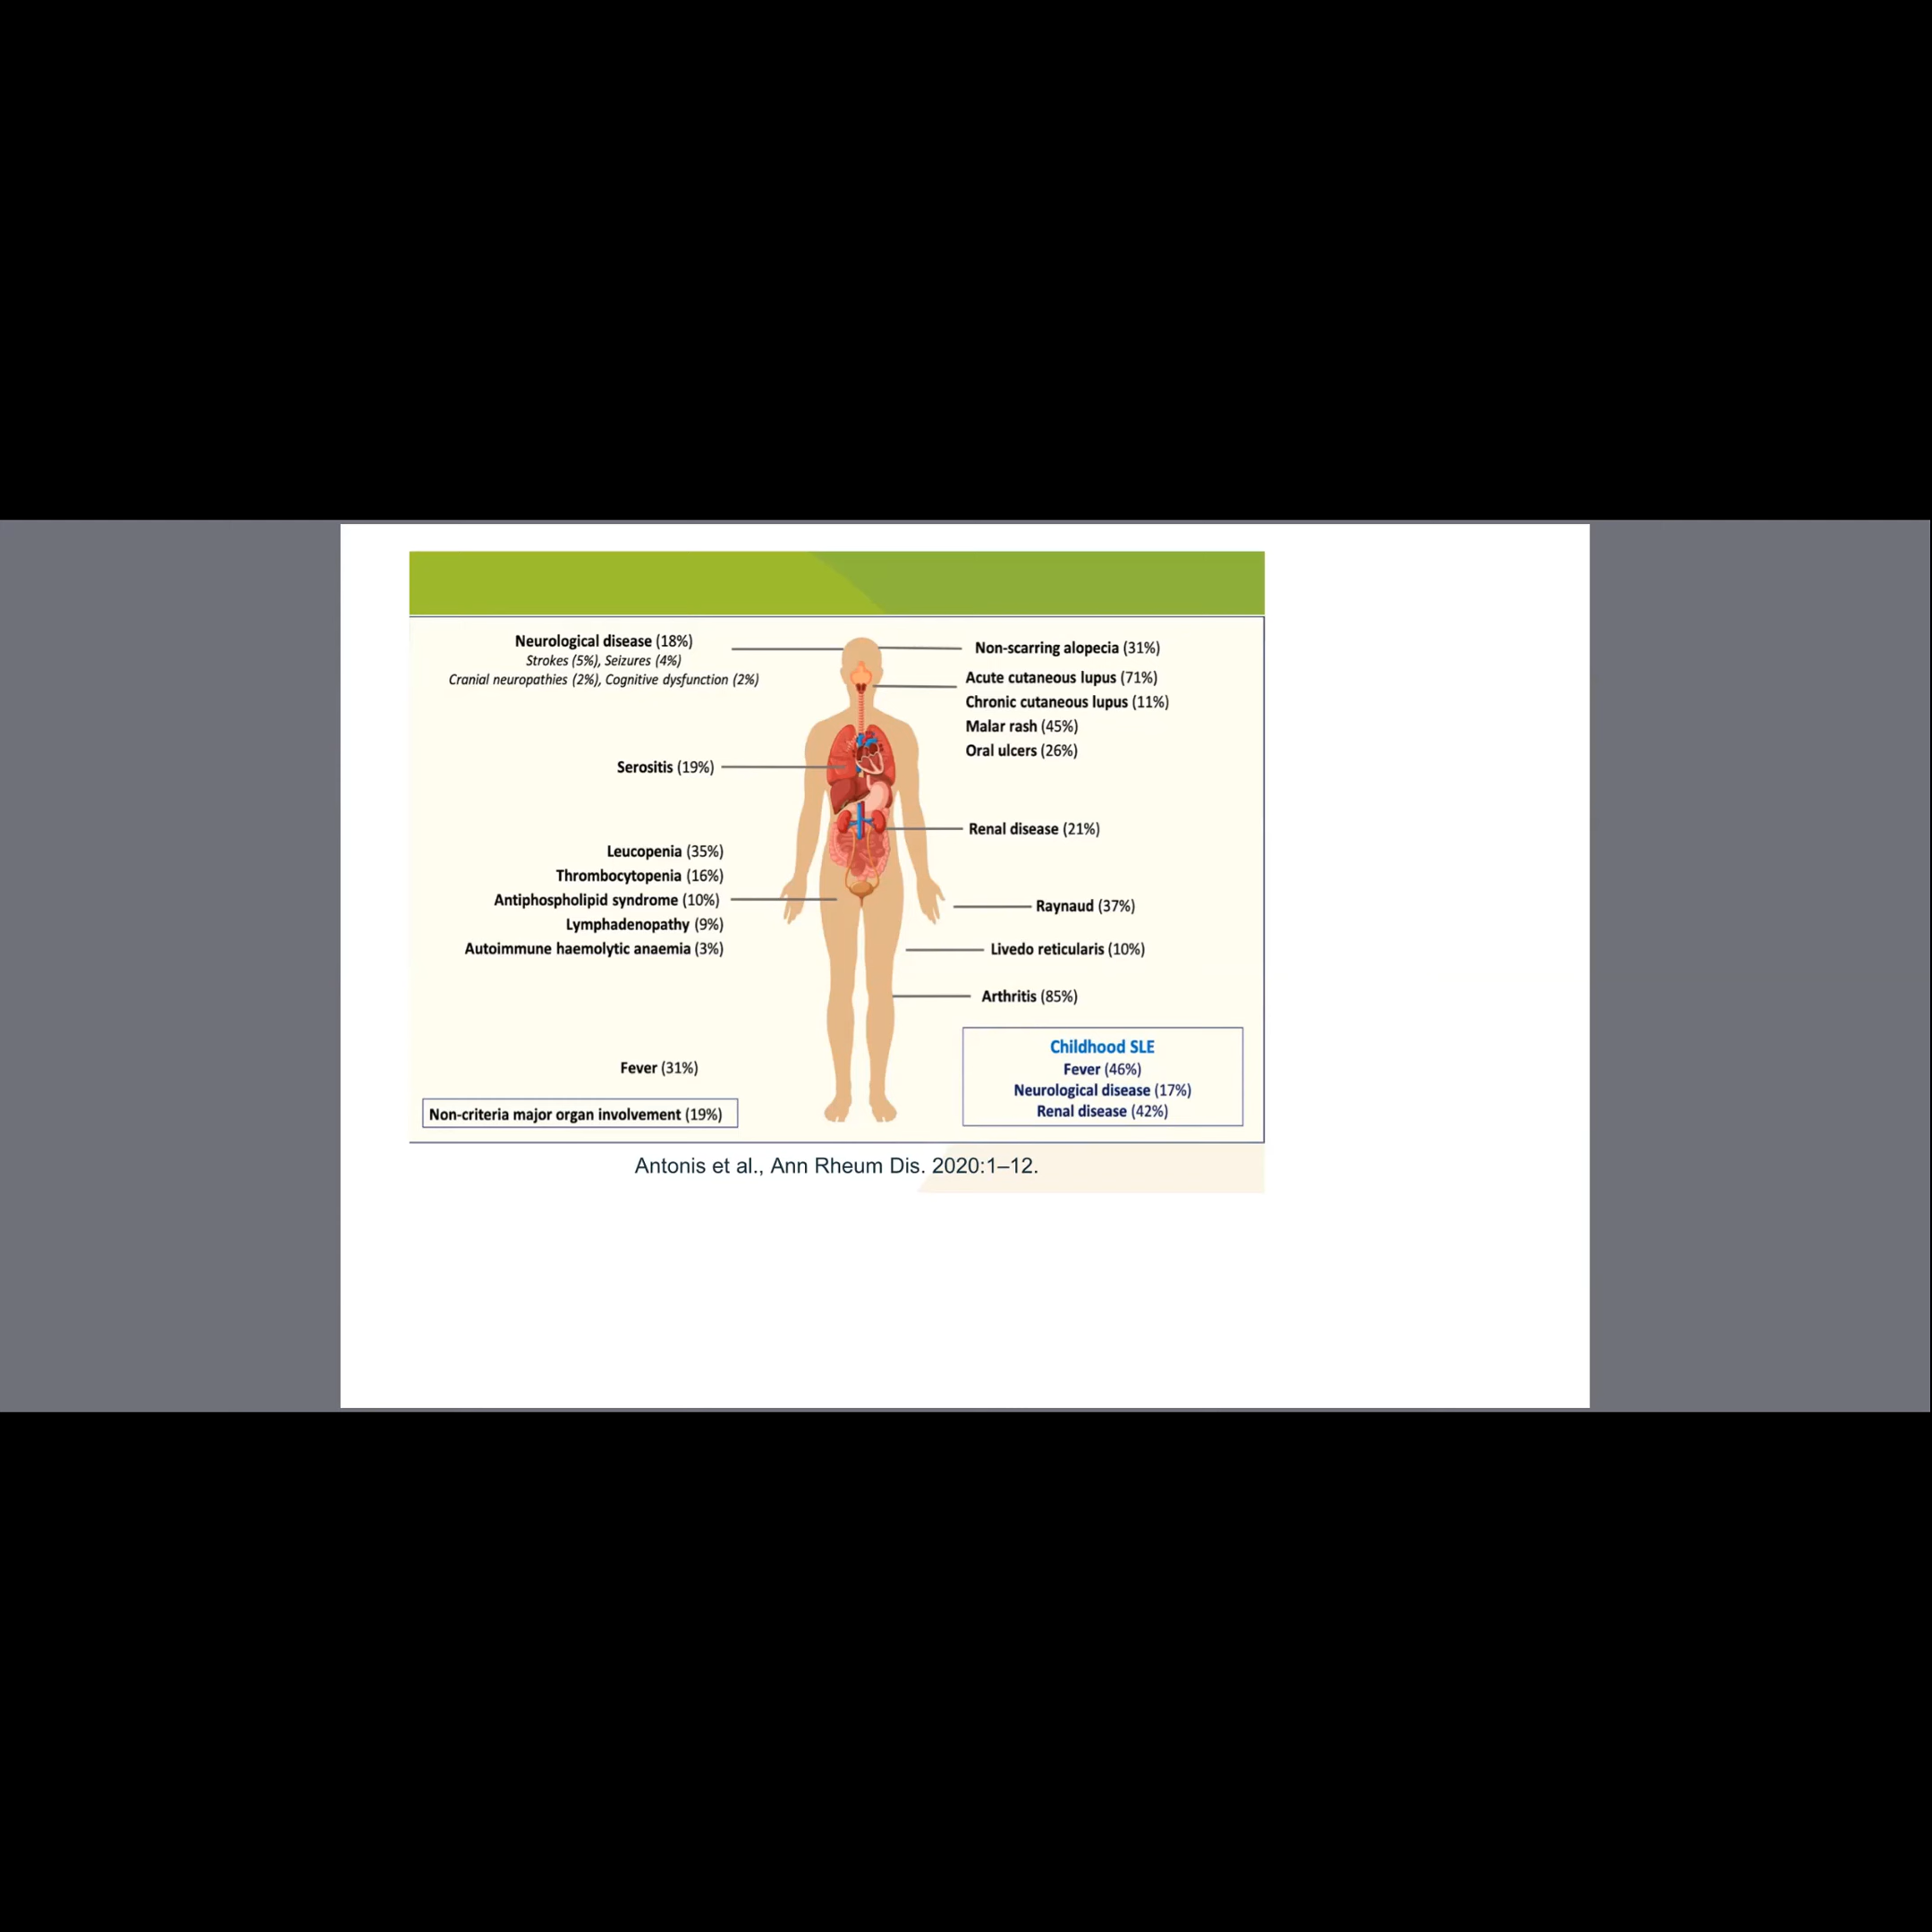 Neurological disease (18%)
Strokes (5%), Seizures (4%)
Cranial neuropathies (2%), Cognitive dysfunction (2%)
Serositis (19%)
Leucopenia (35%)
Thrombocytopenia (16%)
Antiphospholipid syndrome (10%)
Lymphadenopathy (9%)
Autoimmune haemolytic anaemia (3%)
Fever (31%)
Non-criteria major organ involvement (19%)
Non-scarring alopecia (31%)
Acute cutaneous lupus (71%)
Chronic cutaneous lupus (11%)
Malar rash (45%)
Oral ulcers (26%)
Renal disease (21%)
Raynaud (37%)
Livedo reticularis (10%)
Arthritis (85%)
Childhood SLE
Fever (46%)
Neurological disease (17%)
Renal disease (42%)
Antonis et al., Ann Rheum Dis. 2020:1–12.